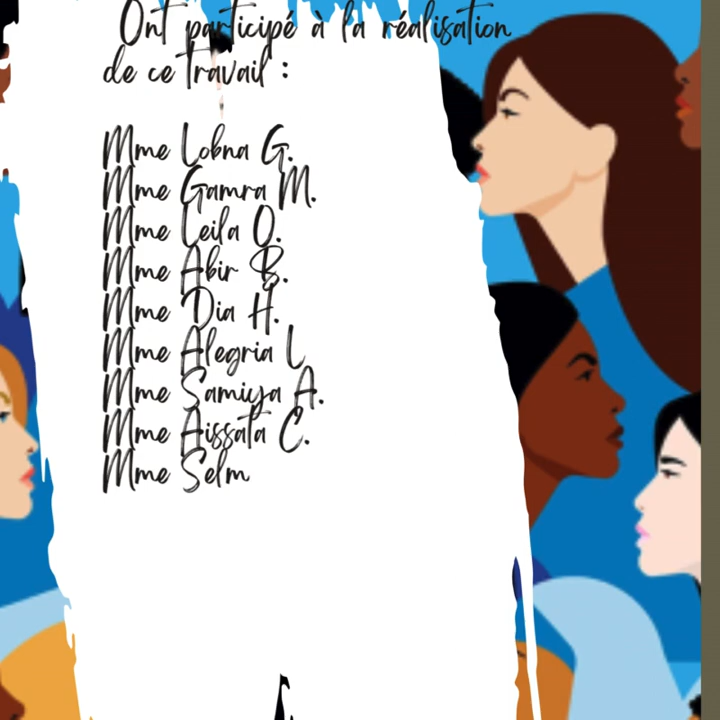 Ont participé à la réalisation
de ce travail :
Mme Lobna G.
Mme Gamra M.
Mme Leila O.
Mme Abir B.
Mme Dia H.
Mme Alegria L
Mme Samiya A.
Mme Aissata C.
Mme Selm